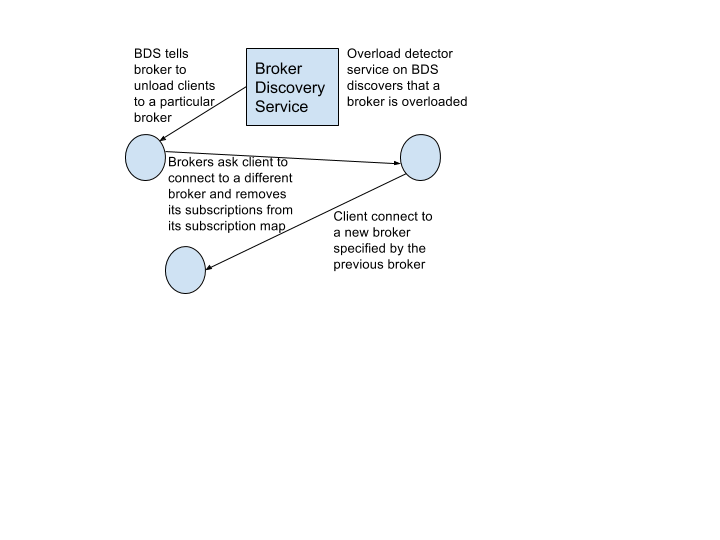 BDS tells
broker to
unload clients
to a particular
broker
Broker
Discovery
Service
Overload detector
service on BDS
discovers that a
broker is overloaded
Brokers ask client to
connect to a different
broker and removes
its subscriptions from
its subscription map
Client connect to
a new broker
specified by the
previous broker